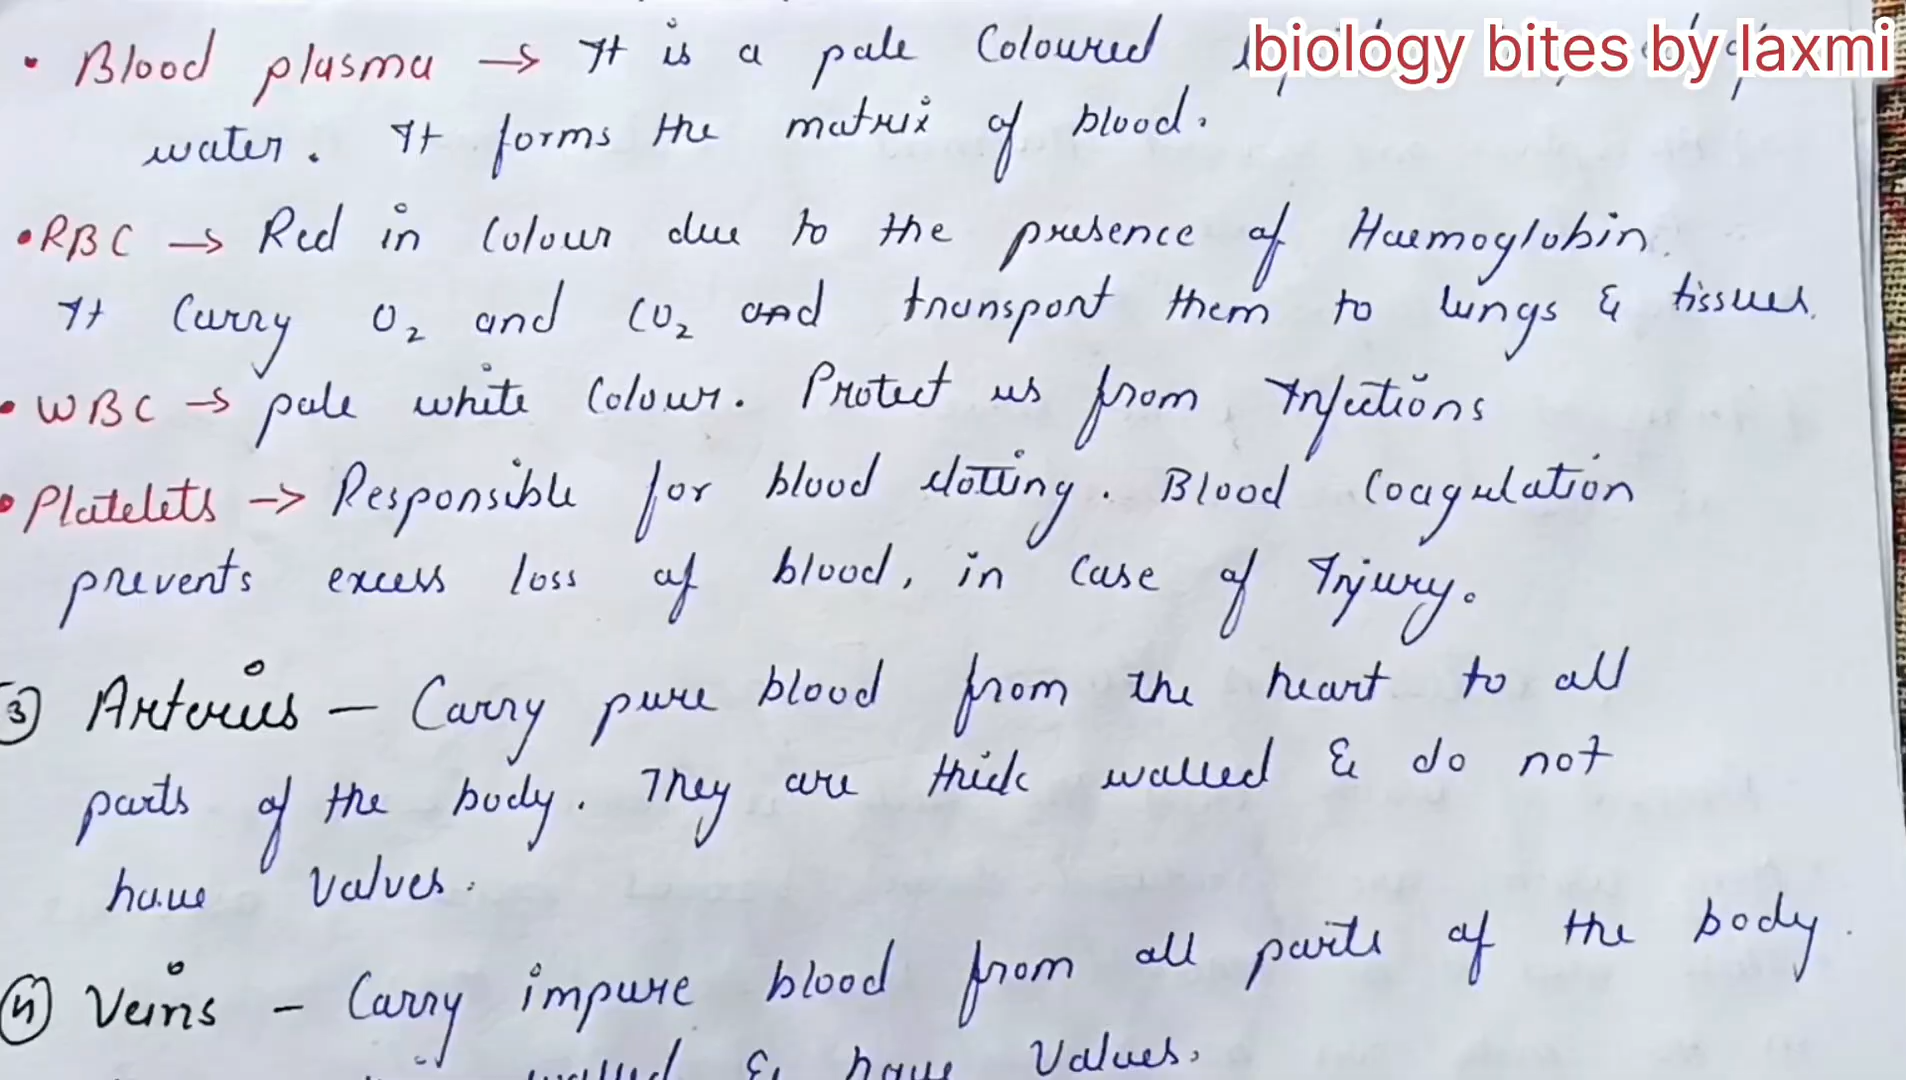 biology bites by laxmi
• Blood plasma → It is a pale Coloured
water. It forms the matrix of blood.
• RBC → Red in Colour due to the presence of Haemoglobin.
It Carry O₂ and CO₂ and transport them to lungs & tissues.
• WBC → pale white Colour. Protect us from Infections
• Platelets → Responsible for blood clotting. Blood Coagulation
prevents excess loss of blood, in case of Injury.
③ Arteries – Carry pure blood from the heart to all
parts of the body. They are thick walled & do not
have Valves.
④ Veins – Carry impure blood from all parts of the body.
walled & have Valves.